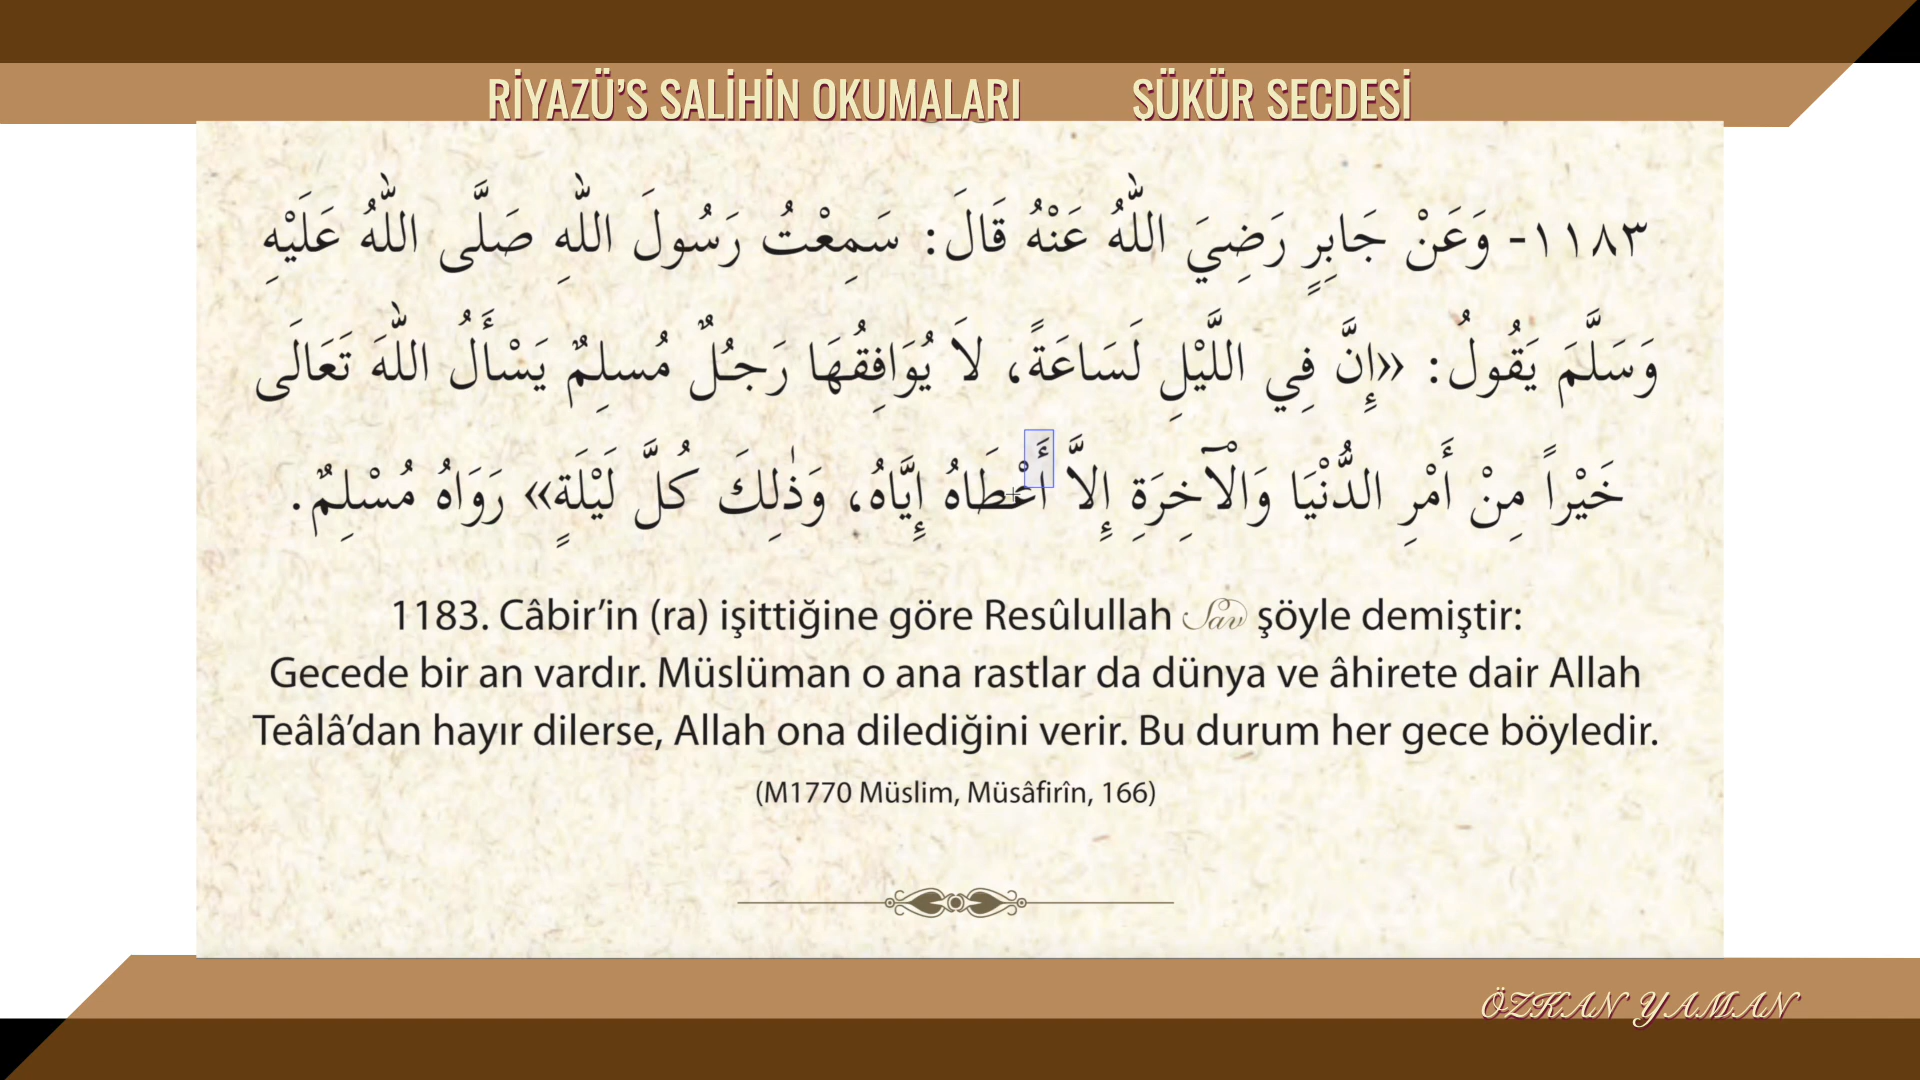 RİYAZÜ’S SALİHİN OKUMALARI ŞÜKÜR SECDESİ
١١٨٣- وَعَنْ جَابِرٍ رَضِيَ اللّٰهُ عَنْهُ قَالَ: سَمِعْتُ رَسُولَ اللّٰهِ صَلَّى اللّٰهُ عَلَيْهِ
وَسَلَّمَ يَقُولُ: «إِنَّ فِي اللَّيْلِ لَسَاعَةً، لاَ يُوَافِقُهَا رَجُلٌ مُسلِمٌ يَسْأَلُ اللّٰهَ تَعَالَى
خَيْراً مِنْ أَمْرِ الدُّنْيَا وَالْآخِرَةِ إِلاَّ أَعْطَاهُ إِيَّاهُ، وَذٰلِكَ كُلَّ لَيْلَةٍ» رَوَاهُ مُسْلِمٌ.
1183. Câbir’in (ra) işittiğine göre Resûlullah Sav şöyle demiştir:
Gecede bir an vardır. Müslüman o ana rastlar da dünya ve âhirete dair Allah
Teâlâ’dan hayır dilerse, Allah ona dilediğini verir. Bu durum her gece böyledir.
(M1770 Müslim, Müsâfirîn, 166)
ÖZKAN YAMAN